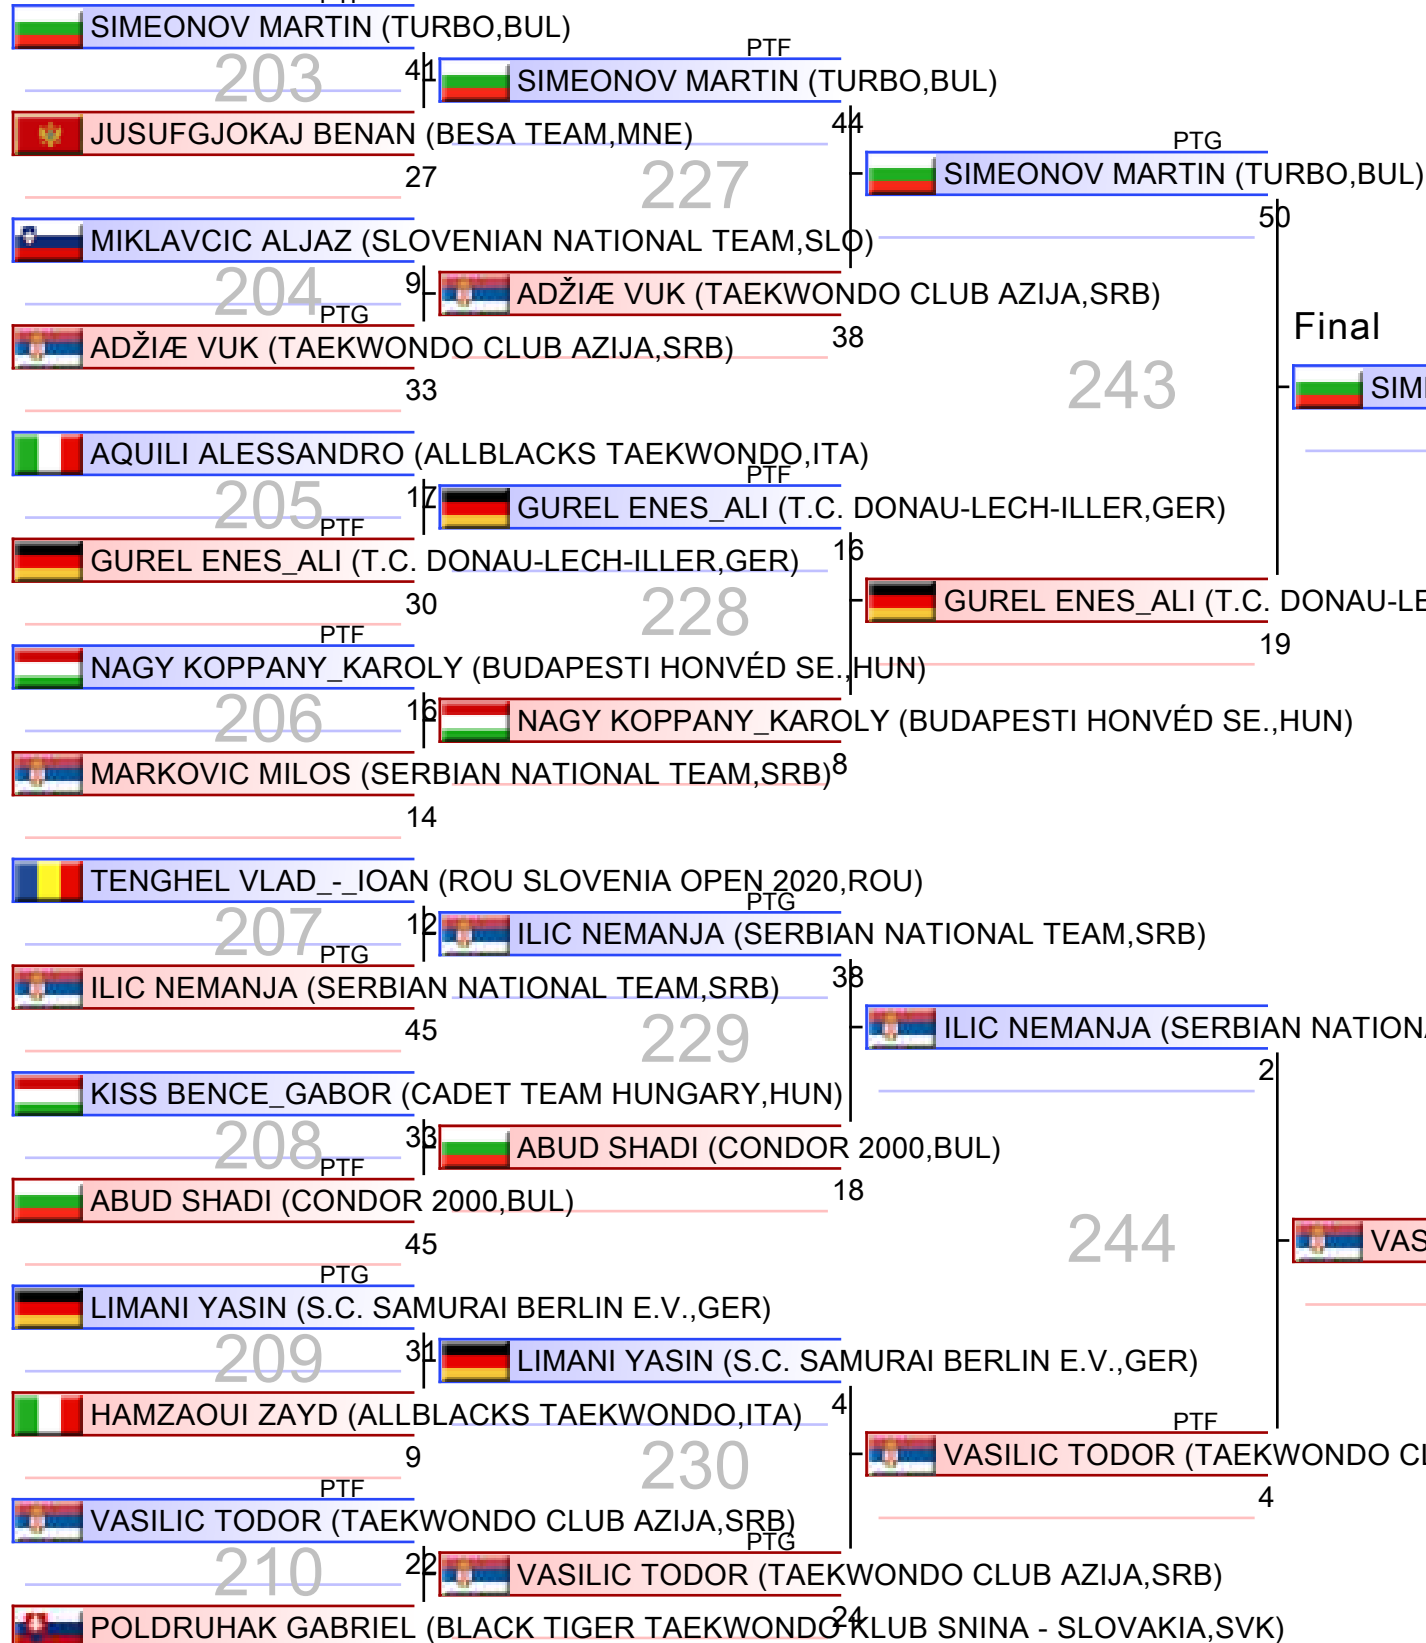 SIMEONOV MARTIN (TURBO,BUL)
203
41
JUSUFGJOKAJ BENAN (BESA TEAM,MNE)
27
MIKLAVCIC ALJAZ (SLOVENIAN NATIONAL TEAM,SLO)
204
9
PTG
ADŽIÆ VUK (TAEKWONDO CLUB AZIJA,SRB)
33
AQUILI ALESSANDRO (ALLBLACKS TAEKWONDO,ITA)
205
17
PTF
GUREL ENES_ALI (T.C. DONAU-LECH-ILLER,GER)
30
PTF
NAGY KOPPANY_KAROLY (BUDAPESTI HONVÉD SE.,HUN)
206
16
MARKOVIC MILOS (SERBIAN NATIONAL TEAM,SRB)
14
TENGHEL VLAD_-_IOAN (ROU SLOVENIA OPEN 2020,ROU)
207
12
PTG
ILIC NEMANJA (SERBIAN NATIONAL TEAM,SRB)
45
KISS BENCE_GABOR (CADET TEAM HUNGARY,HUN)
208
33
PTF
ABUD SHADI (CONDOR 2000,BUL)
45
PTG
LIMANI YASIN (S.C. SAMURAI BERLIN E.V.,GER)
209
31
HAMZAOUI ZAYD (ALLBLACKS TAEKWONDO,ITA)
9
PTF
VASILIC TODOR (TAEKWONDO CLUB AZIJA,SRB)
210
22
POLDRUHAK GABRIEL (BLACK TIGER TAEKWONDO KLUB SNINA - SLOVAKIA,SVK)
PTF
SIMEONOV MARTIN (TURBO,BUL)
44
227
ADŽIÆ VUK (TAEKWONDO CLUB AZIJA,SRB)
38
PTF
GUREL ENES_ALI (T.C. DONAU-LECH-ILLER,GER)
16
228
NAGY KOPPANY_KAROLY (BUDAPESTI HONVÉD SE.,HUN)
8
PTG
ILIC NEMANJA (SERBIAN NATIONAL TEAM,SRB)
38
229
ABUD SHADI (CONDOR 2000,BUL)
18
LIMANI YASIN (S.C. SAMURAI BERLIN E.V.,GER)
4
230
PTG
VASILIC TODOR (TAEKWONDO CLUB AZIJA,SRB)
24
PTG
SIMEONOV MARTIN (TURBO,BUL)
50
243
GUREL ENES_ALI (T.C. DONAU-LE
19
ILIC NEMANJA (SERBIAN NATIONA
2
244
PTF
VASILIC TODOR (TAEKWONDO CL
4
Final
SIM
VAS